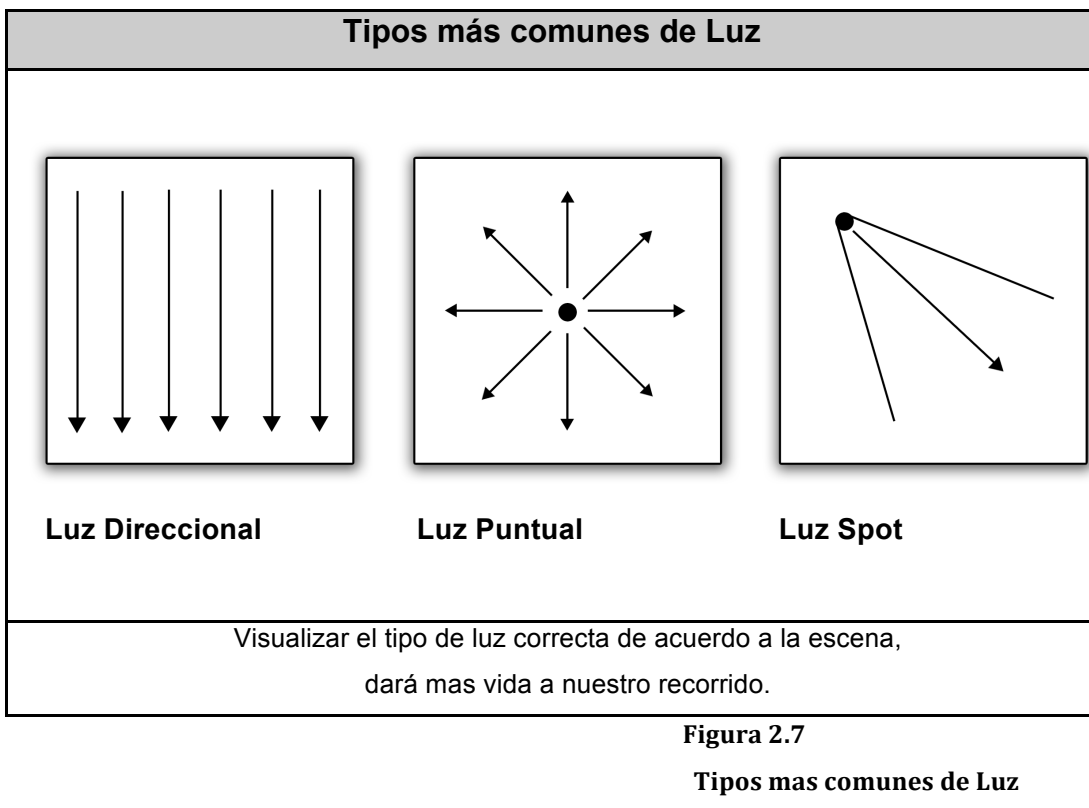 Tipos más comunes de Luz
Luz Direccional
Luz Puntual
Luz Spot
Visualizar el tipo de luz correcta de acuerdo a la escena,
dará mas vida a nuestro recorrido.
Figura 2.7
Tipos mas comunes de Luz